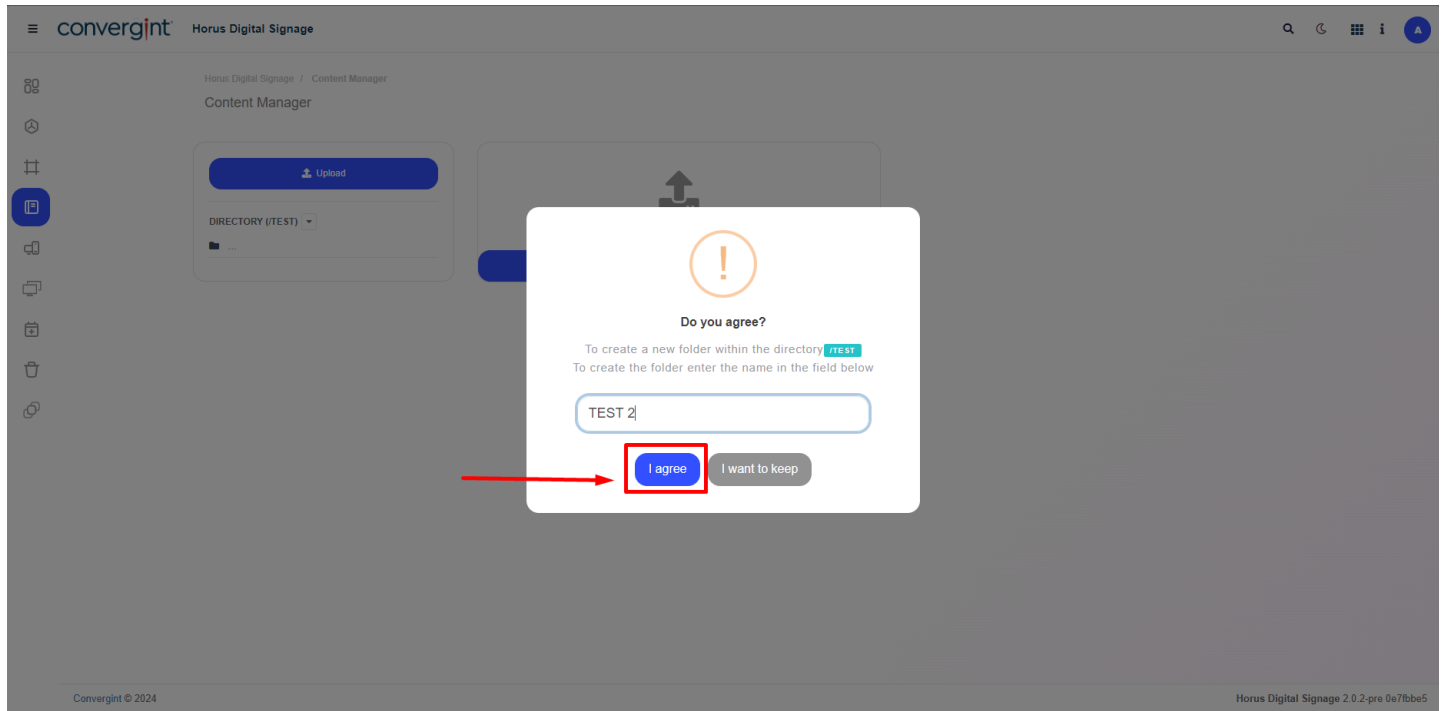 convergint Horus Digital Signage
i A
Horus Digital Signage / Content Manager
Content Manager
Upload
DIRECTORY (/TEST)
...
!
Do you agree?
To create a new folder within the directory /TEST
To create the folder enter the name in the field below
TEST 2
I agree I want to keep
Convergint © 2024 Horus Digital Signage 2.0.2-pre 0e7fbbe5